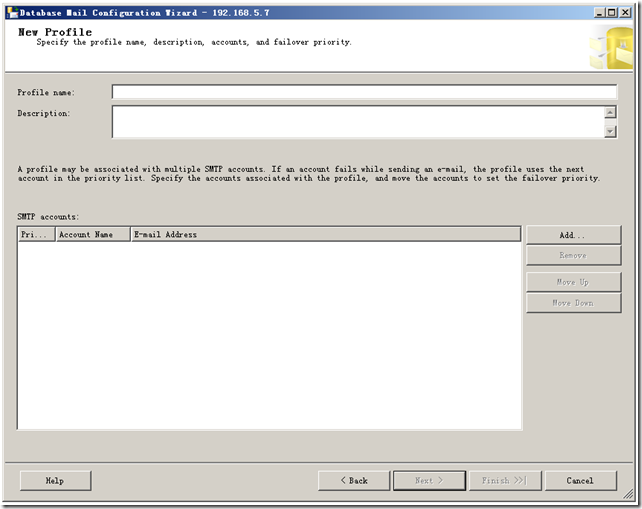 Database Mail Configuration Wizard - 192.168.5.7
New Profile
Specify the profile name, description, accounts, and failover priority.
Profile name:
Description:
A profile may be associated with multiple SMTP accounts. If an account fails while sending an e-mail, the profile uses the next
account in the priority list. Specify the accounts associated with the profile, and move the accounts to set the failover priority.
SMTP accounts:
Pri... Account Name E-mail Address
Add...
Remove
Move Up
Move Down
Help < Back Next > Finish >>| Cancel